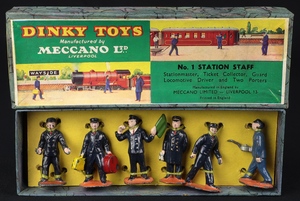 DINKY TOYS
Manufactured by
MECCANO LTD
LIVERPOOL
No. 1 STATION STAFF
Stationmaster, Ticket Collector, Guard
Locomotive Driver and Two Porters
MECCANO LIMITED - LIVERPOOL 13